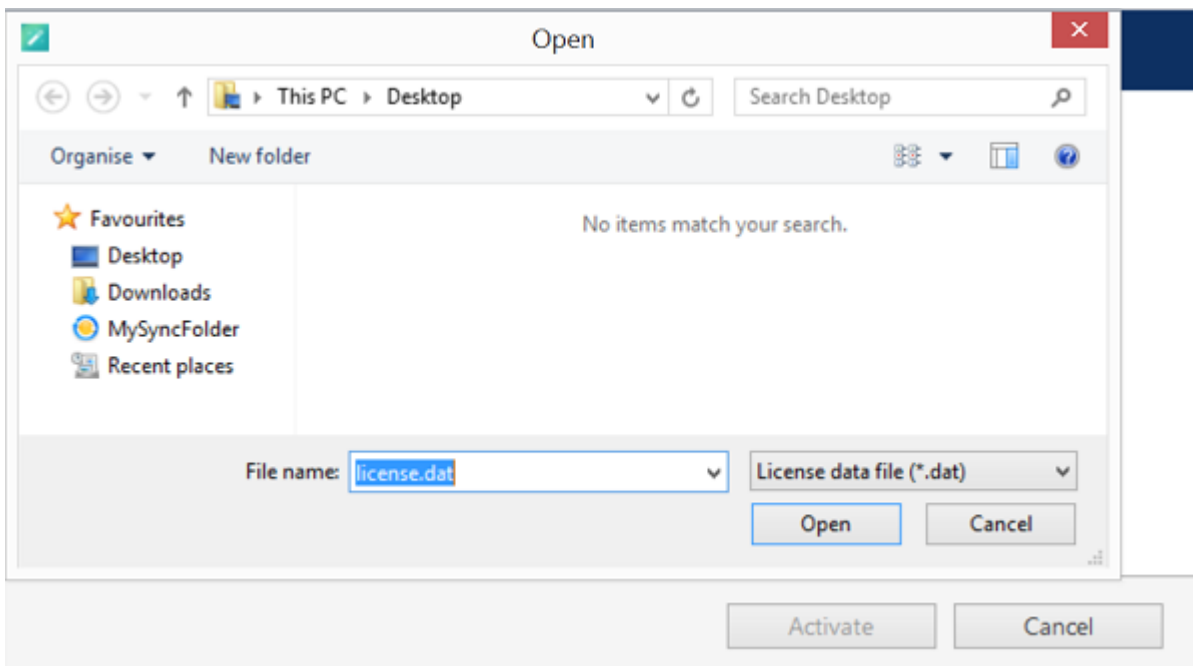 Open
This PC Desktop Search Desktop
Organise New folder
Favourites
Desktop
Downloads
MySyncFolder
Recent places
No items match your search.
File name: license.dat License data file (*.dat)
Open Cancel
Activate Cancel